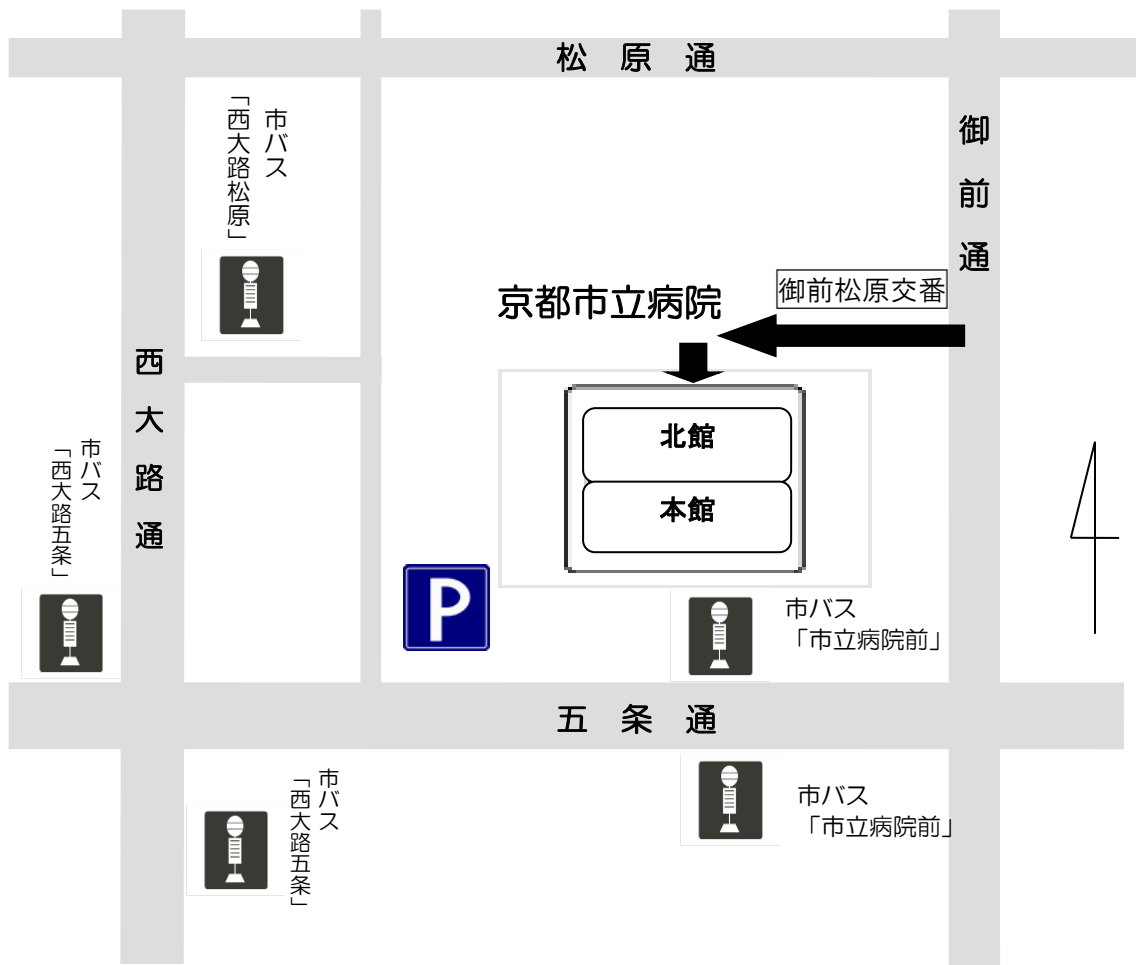 松原通
市バス
「西大路松原」
御前通
御前松原交番
京都市立病院
西大路通
北館
本館
市バス
「西大路五条」
P
市バス
「市立病院前」
五条通
市バス
「西大路五条」
市バス
「市立病院前」